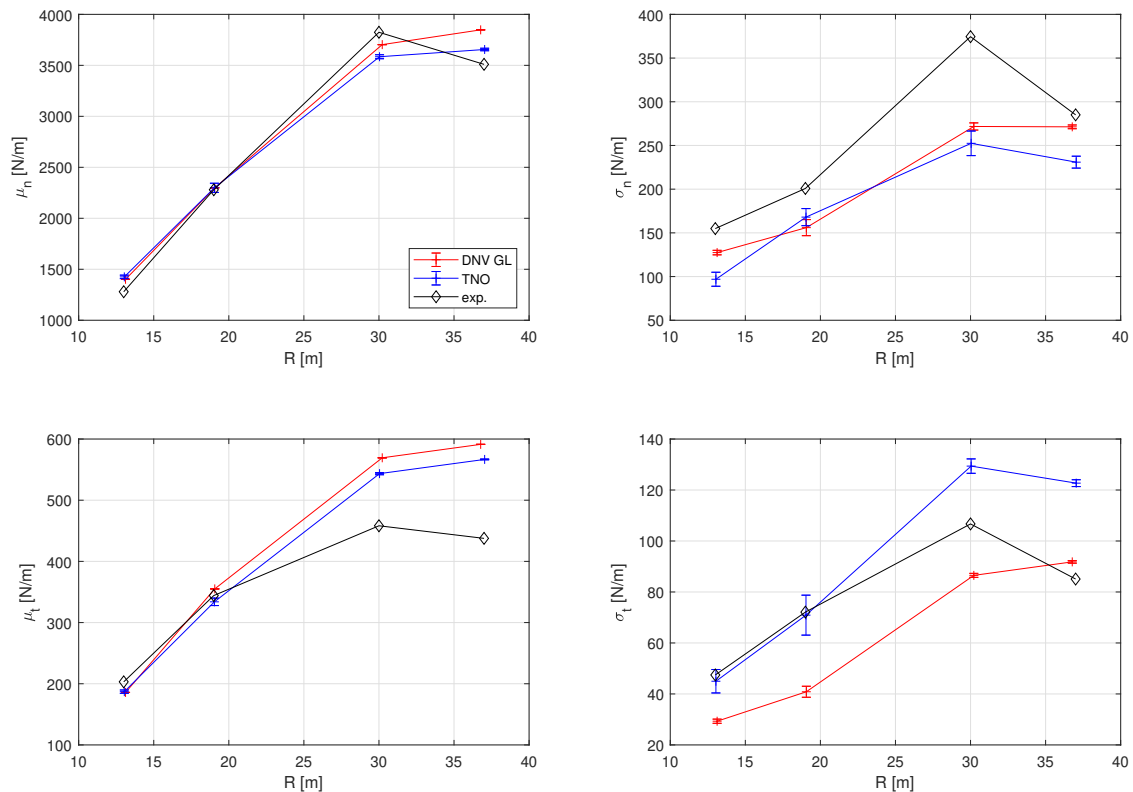 4000
3500
3000
2500
2000
1500
1000
μn [N/m]
10 15 20 25 30 35 40
R [m]
DNV GL
TNO
exp.
400
350
300
250
200
150
100
50
σn [N/m]
10 15 20 25 30 35 40
R [m]
600
500
400
300
200
100
μt [N/m]
10 15 20 25 30 35 40
R [m]
140
120
100
80
60
40
20
σt [N/m]
10 15 20 25 30 35 40
R [m]